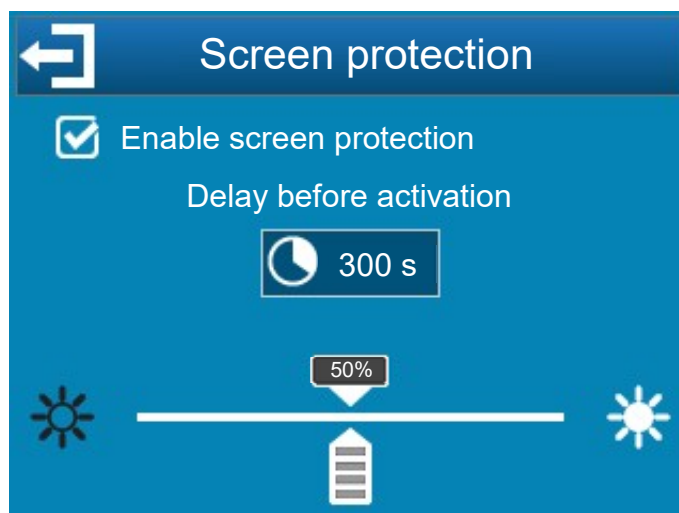 Screen protection
Enable screen protection
Delay before activation
300 s
50%